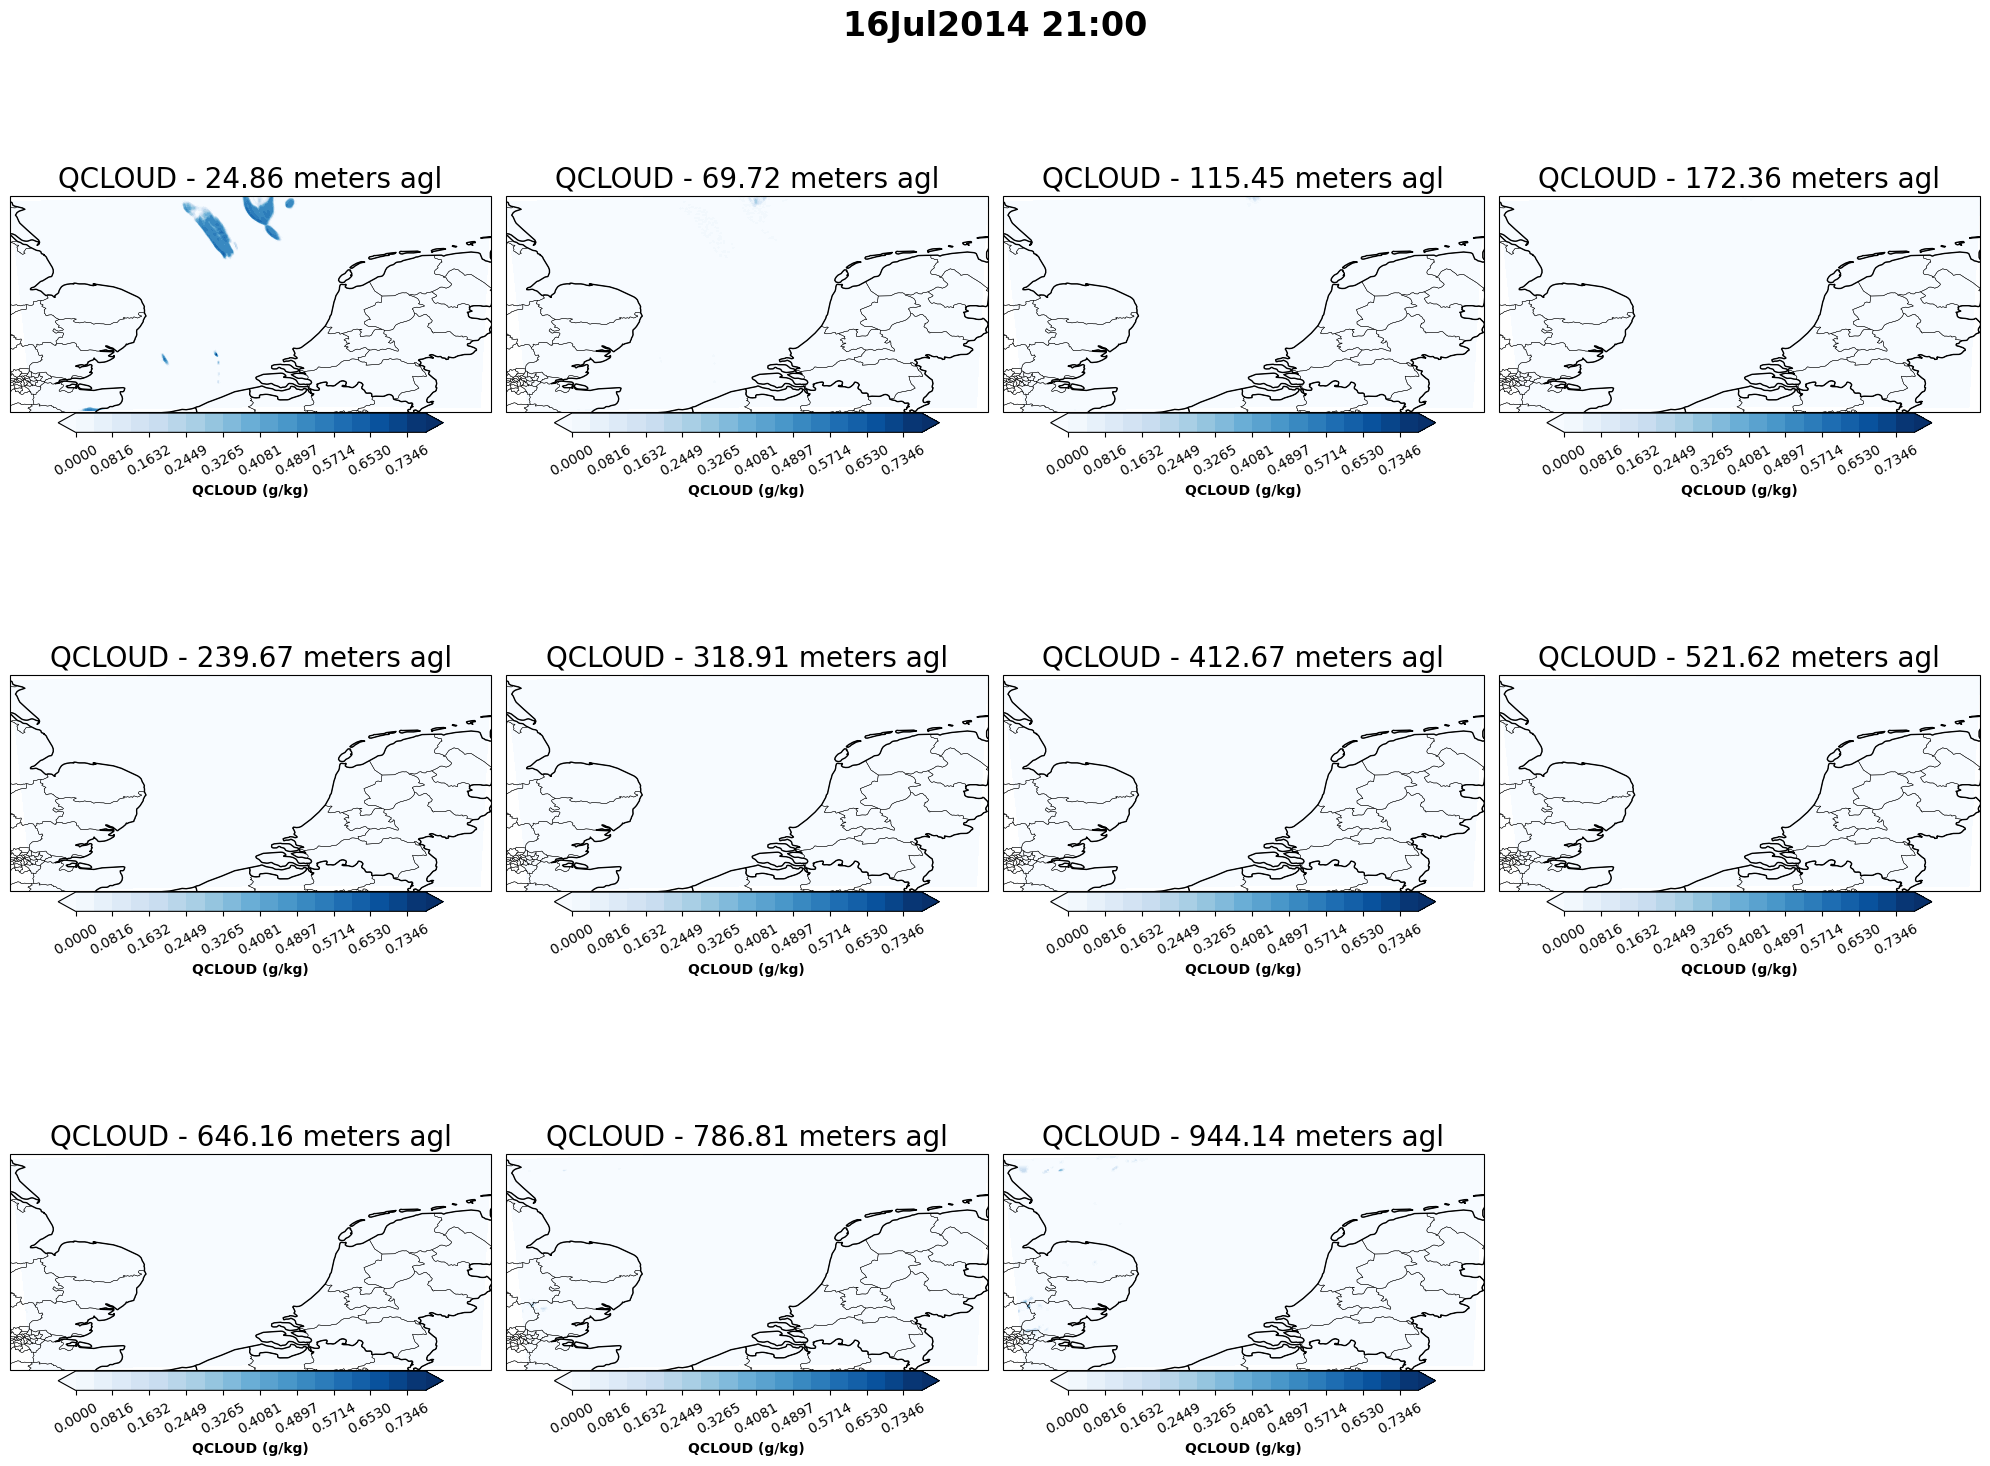 16Jul2014 21:00
QCLOUD - 24.86 meters agl
QCLOUD - 69.72 meters agl
QCLOUD - 115.45 meters agl
QCLOUD - 172.36 meters agl
0.0000 0.0816 0.1632 0.2449 0.3265 0.4081 0.4897 0.5714 0.6530 0.7346
0.0000 0.0816 0.1632 0.2449 0.3265 0.4081 0.4897 0.5714 0.6530 0.7346
0.0000 0.0816 0.1632 0.2449 0.3265 0.4081 0.4897 0.5714 0.6530 0.7346
0.0000 0.0816 0.1632 0.2449 0.3265 0.4081 0.4897 0.5714 0.6530 0.7346
QCLOUD (g/kg)
QCLOUD (g/kg)
QCLOUD (g/kg)
QCLOUD (g/kg)
QCLOUD - 239.67 meters agl
QCLOUD - 318.91 meters agl
QCLOUD - 412.67 meters agl
QCLOUD - 521.62 meters agl
0.0000 0.0816 0.1632 0.2449 0.3265 0.4081 0.4897 0.5714 0.6530 0.7346
0.0000 0.0816 0.1632 0.2449 0.3265 0.4081 0.4897 0.5714 0.6530 0.7346
0.0000 0.0816 0.1632 0.2449 0.3265 0.4081 0.4897 0.5714 0.6530 0.7346
0.0000 0.0816 0.1632 0.2449 0.3265 0.4081 0.4897 0.5714 0.6530 0.7346
QCLOUD (g/kg)
QCLOUD (g/kg)
QCLOUD (g/kg)
QCLOUD (g/kg)
QCLOUD - 646.16 meters agl
QCLOUD - 786.81 meters agl
QCLOUD - 944.14 meters agl
0.0000 0.0816 0.1632 0.2449 0.3265 0.4081 0.4897 0.5714 0.6530 0.7346
0.0000 0.0816 0.1632 0.2449 0.3265 0.4081 0.4897 0.5714 0.6530 0.7346
0.0000 0.0816 0.1632 0.2449 0.3265 0.4081 0.4897 0.5714 0.6530 0.7346
QCLOUD (g/kg)
QCLOUD (g/kg)
QCLOUD (g/kg)